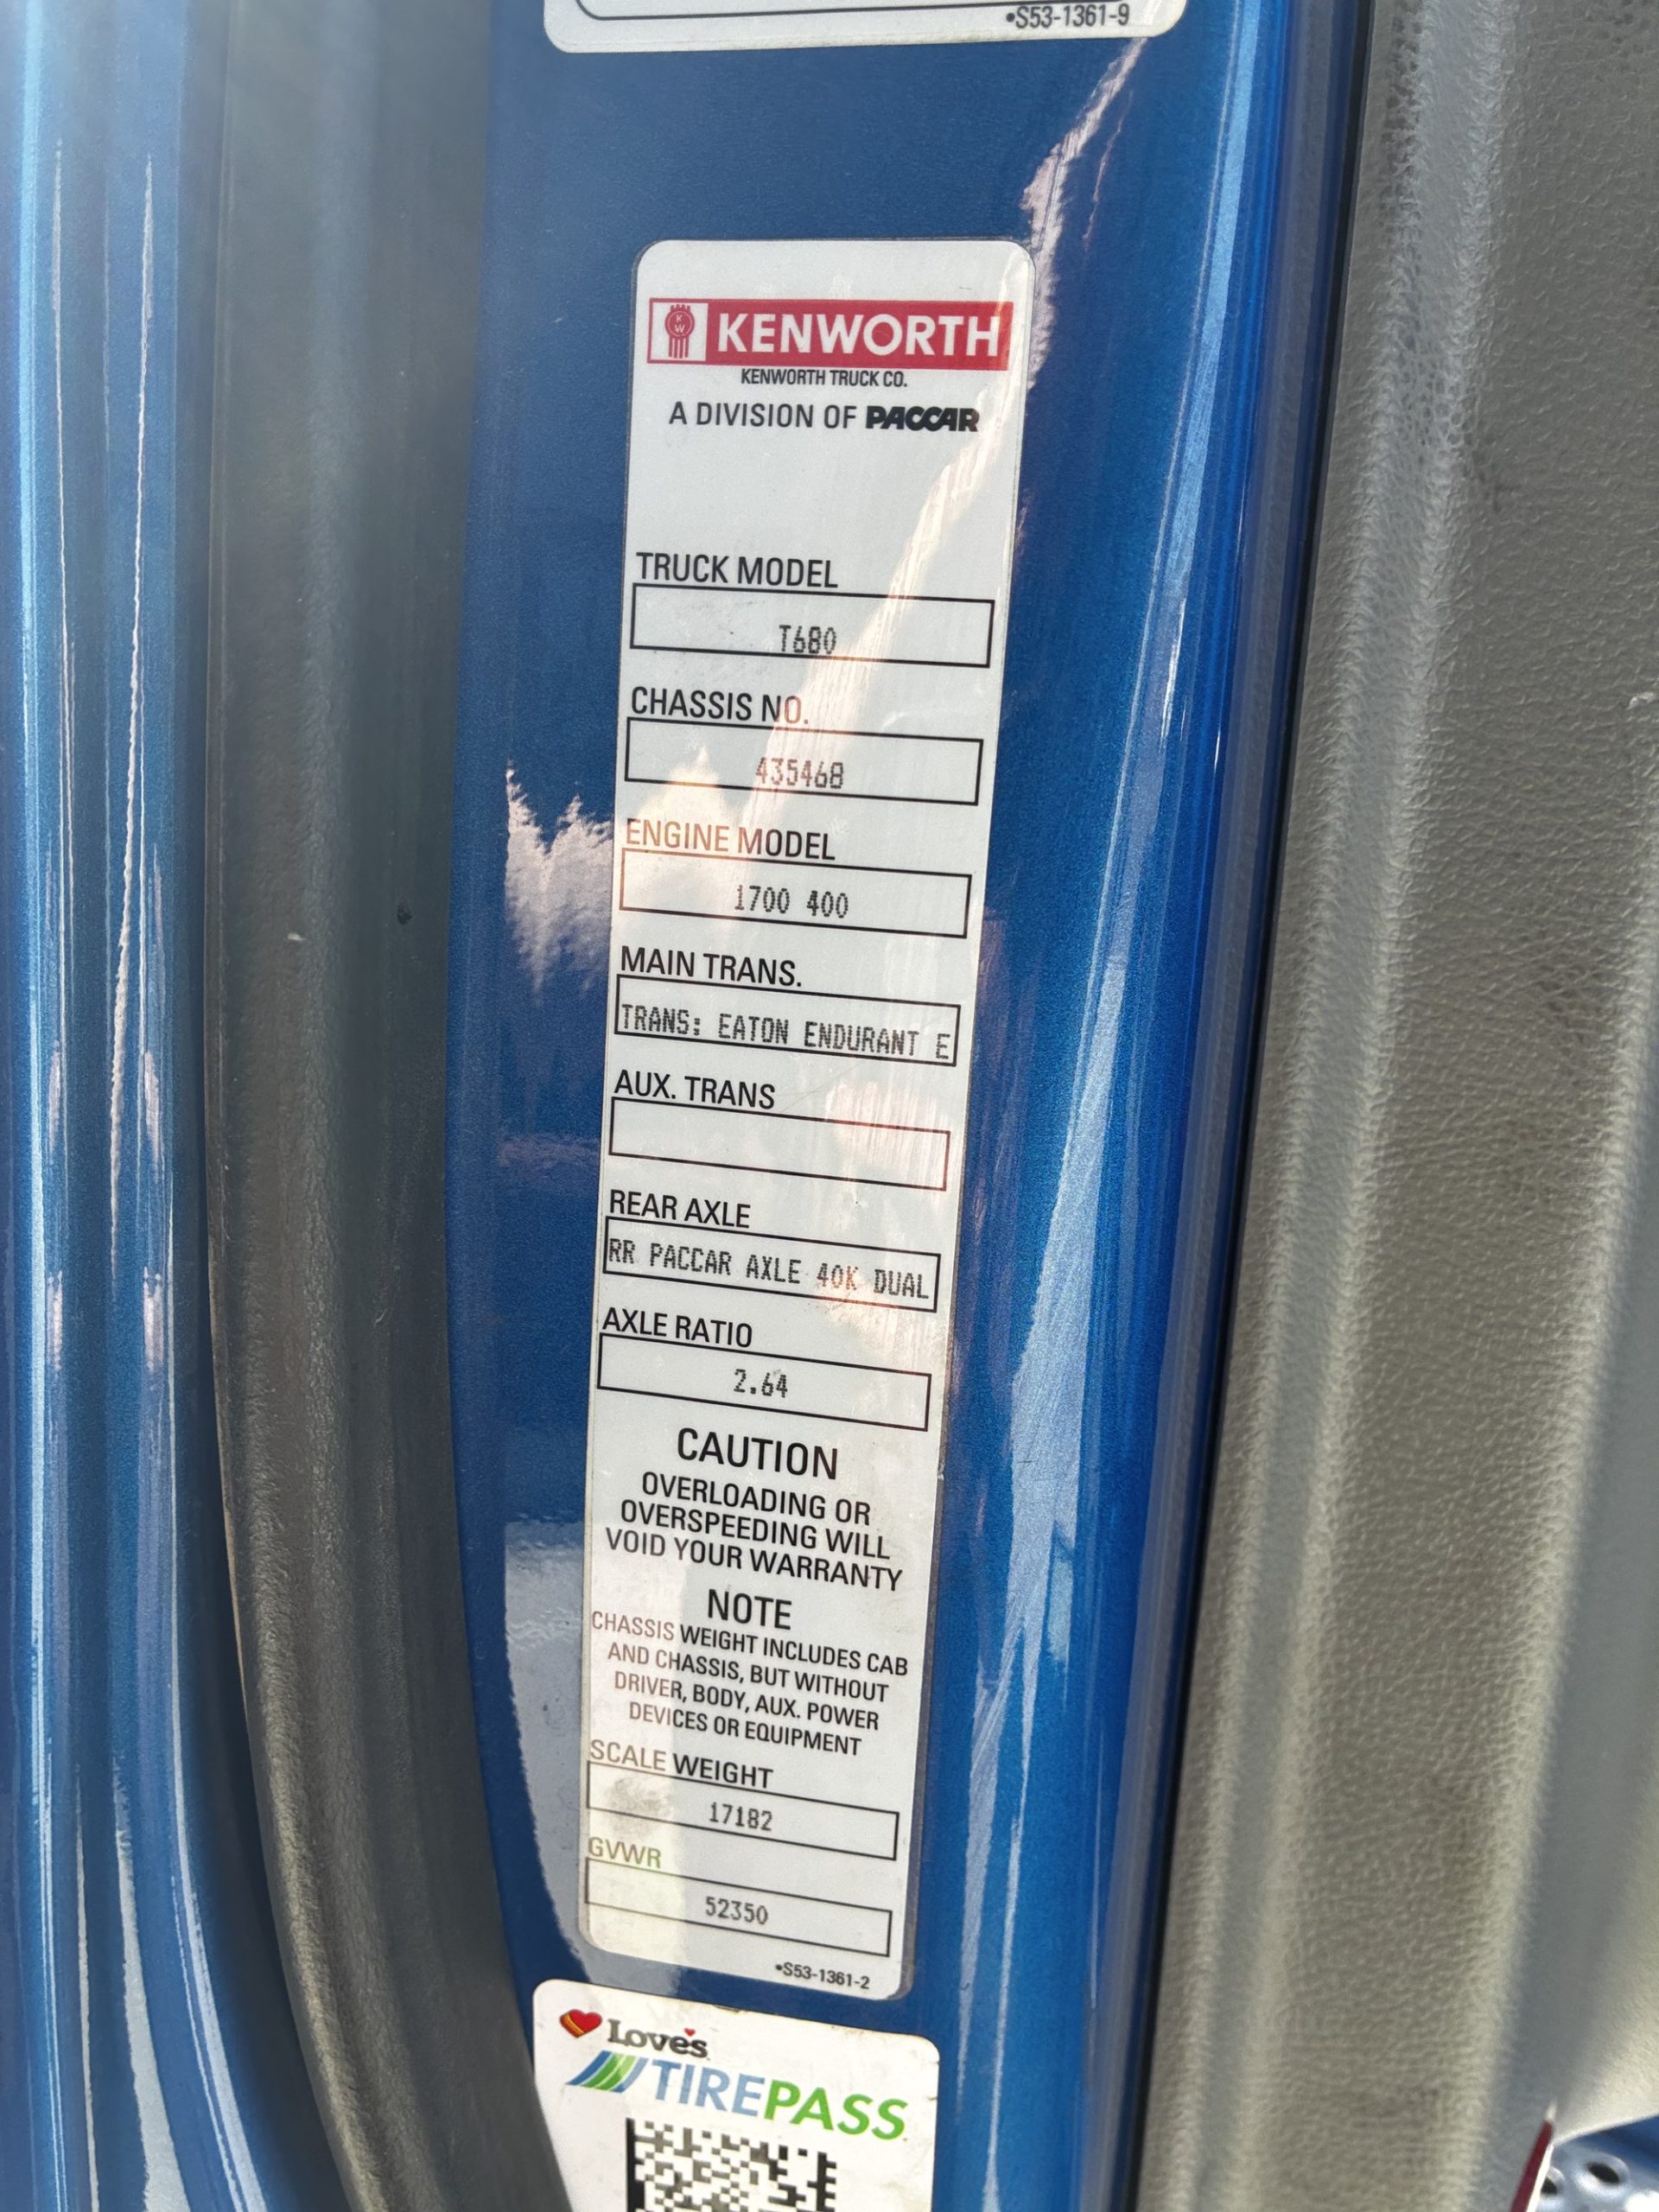 •S53-1361-9
KW KENWORTH
KENWORTH TRUCK CO.
A DIVISION OF PACCAR
TRUCK MODEL
T680
CHASSIS NO.
435468
ENGINE MODEL
1700 400
MAIN TRANS.
TRANS: EATON ENDURANT E
AUX. TRANS
REAR AXLE
RR PACCAR AXLE 40K DUAL
AXLE RATIO
2.64
CAUTION
OVERLOADING OR
OVERSPEEDING WILL
VOID YOUR WARRANTY
NOTE
CHASSIS WEIGHT INCLUDES CAB
AND CHASSIS, BUT WITHOUT
DRIVER, BODY, AUX. POWER
DEVICES OR EQUIPMENT
SCALE WEIGHT
17182
GVWR
52350
•S53-1361-2
Love's
TIREPASS